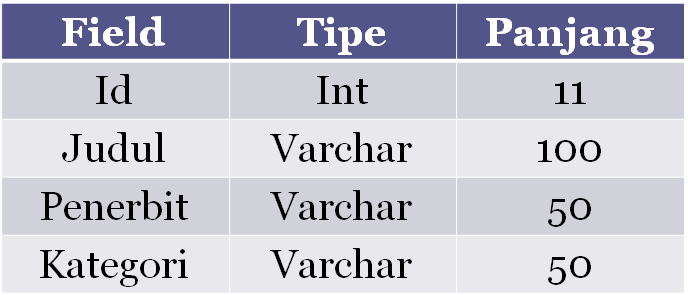 Field Tipe Panjang
Id Int 11
Judul Varchar 100
Penerbit Varchar 50
Kategori Varchar 50